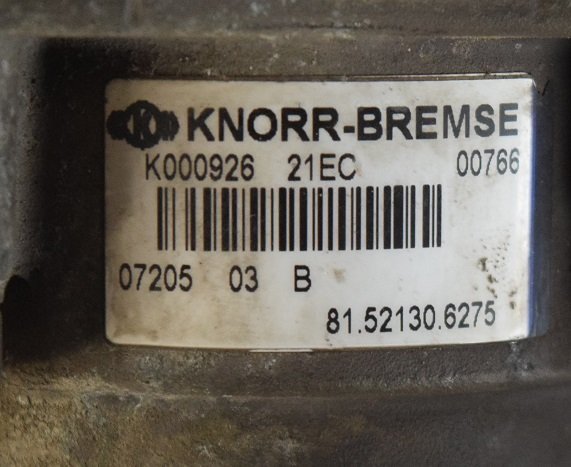 K KNORR-BREMSE
K000926 21EC 00766
07205 03 B
81.52130.6275